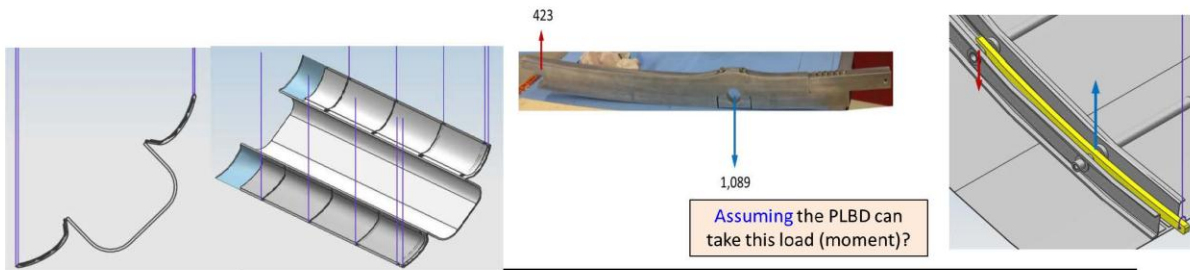 423
1,089
Assuming the PLBD can
take this load (moment)?